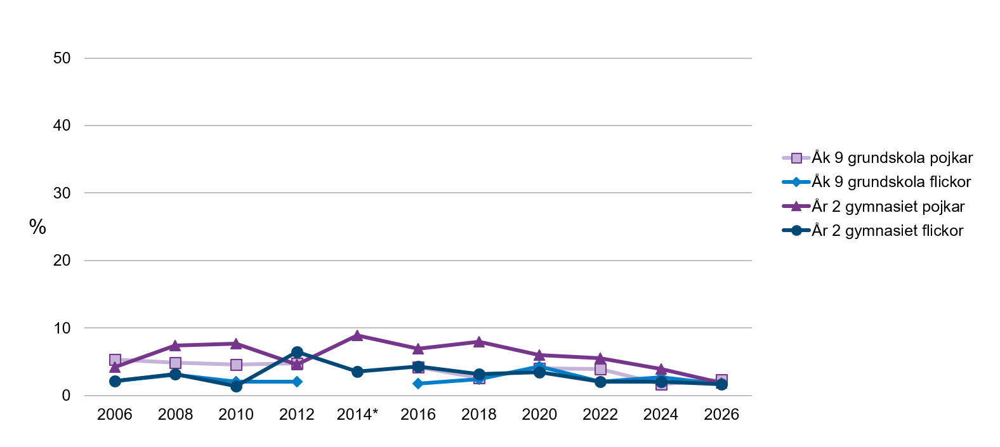 50
40
30
%
20
10
0
2006 2008 2010 2012 2014* 2016 2018 2020 2022 2024 2026
Åk 9 grundskola pojkar
Åk 9 grundskola flickor
År 2 gymnasiet pojkar
År 2 gymnasiet flickor